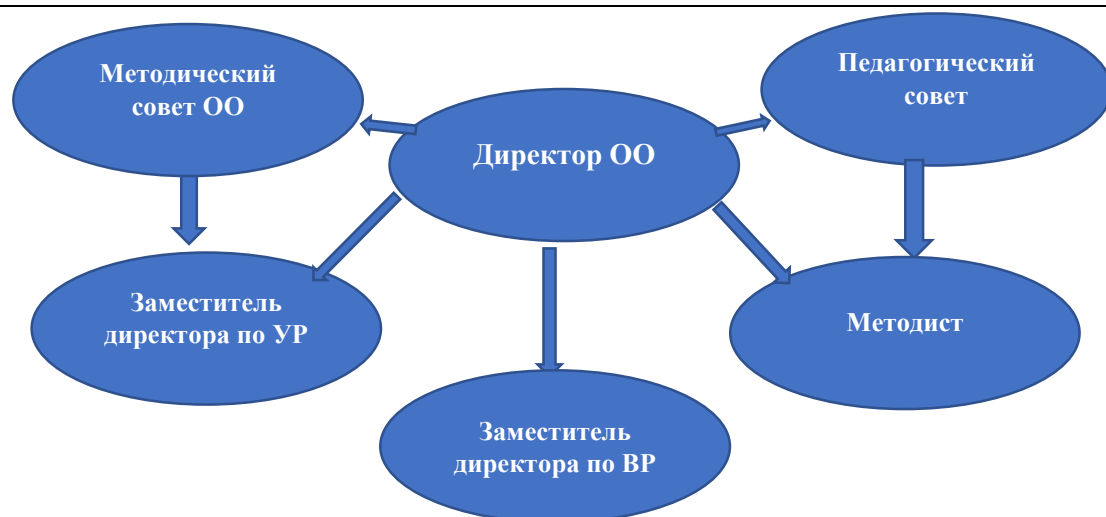 Методический
совет ОО
Педагогический
совет
Директор ОО
Заместитель
директора по УР
Методист
Заместитель
директора по ВР